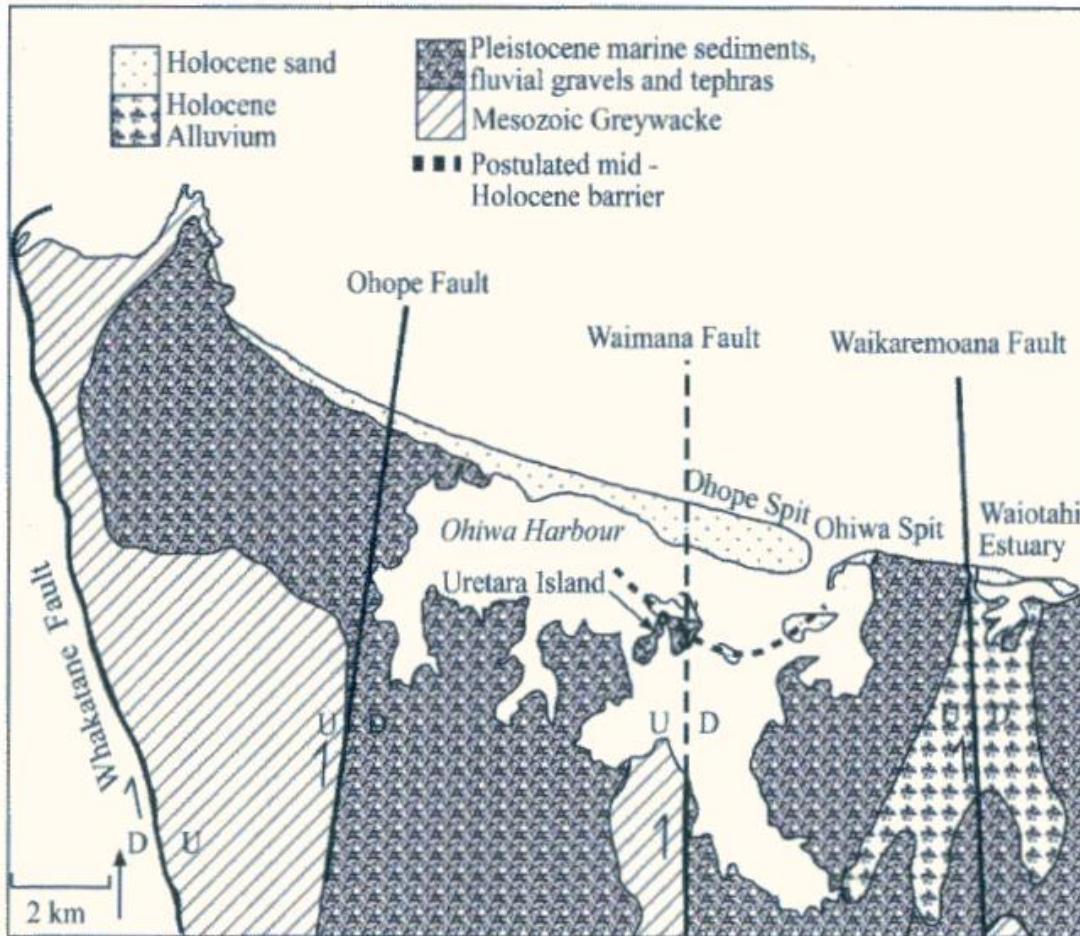 Holocene sand
Holocene
Alluvium
Pleistocene marine sediments,
fluvial gravels and tephras
Mesozoic Greywacke
Postulated mid -
Holocene barrier
Ohope Fault
Waimana Fault
Waikaremoana Fault
Ohope Spit
Ohiwa Spit
Waiotahi
Estuary
Ohiwa Harbour
Uretara Island
Whakatane Fault
U D
U D
U D
D U
2 km